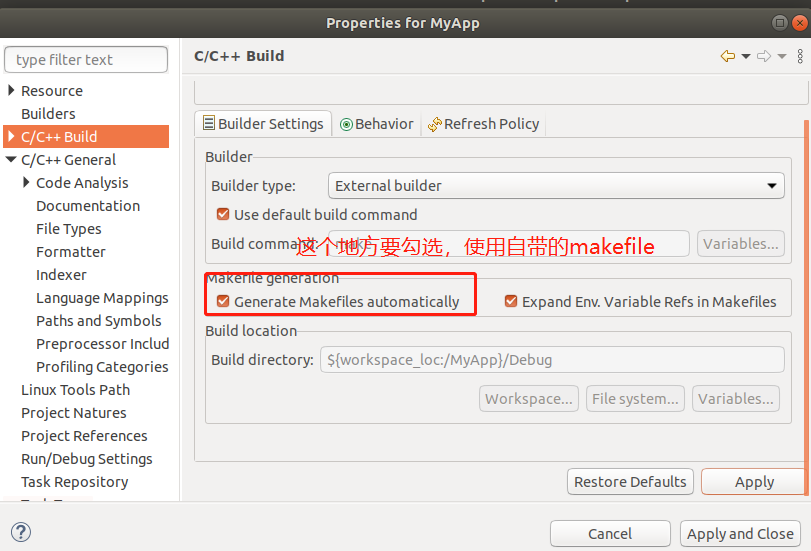 Properties for MyApp
type filter text
Resource
Builders
C/C++ Build
C/C++ General
Code Analysis
Documentation
File Types
Formatter
Indexer
Language Mappings
Paths and Symbols
Preprocessor Includ
Profiling Categories
Linux Tools Path
Project Natures
Project References
Run/Debug Settings
Task Repository
C/C++ Build
Builder Settings
Behavior
Refresh Policy
Builder
Builder type: External builder
Use default build command
Build command: make Variables...
这个地方要勾选，使用自带的makefile
Makefile generation
Generate Makefiles automatically
Expand Env. Variable Refs in Makefiles
Build location
Build directory: ${workspace_loc:/MyApp}/Debug
Workspace... File system... Variables...
Restore Defaults Apply
Cancel Apply and Close